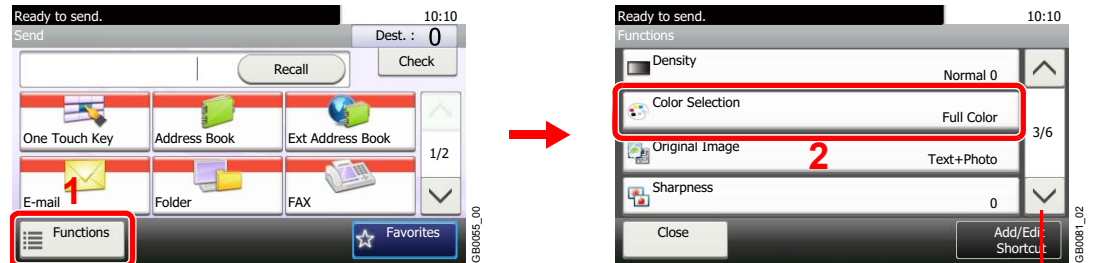 Ready to send. 10:10
Send Dest. : 0
Recall Check
One Touch Key Address Book Ext Address Book
1/2
E-mail Folder FAX
1
Functions Favorites
GB0055_00
Ready to send. 10:10
Functions
Density Normal 0
Color Selection Full Color
3/6
Original Image Text+Photo
2
Sharpness 0
Close Add/Edit
Shortcut
GB0081_02